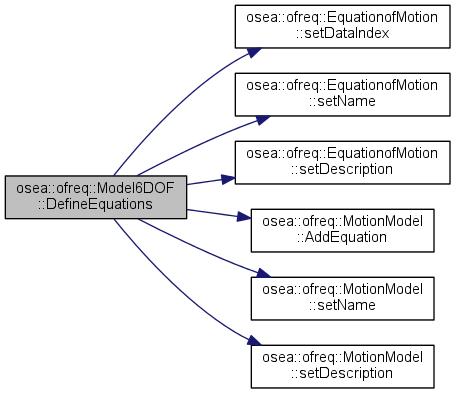 osea::ofreq::EquationofMotion
::setDataIndex
osea::ofreq::EquationofMotion
::setName
osea::ofreq::EquationofMotion
::setDescription
osea::ofreq::Model6DOF
::DefineEquations
osea::ofreq::MotionModel
::AddEquation
osea::ofreq::MotionModel
::setName
osea::ofreq::MotionModel
::setDescription